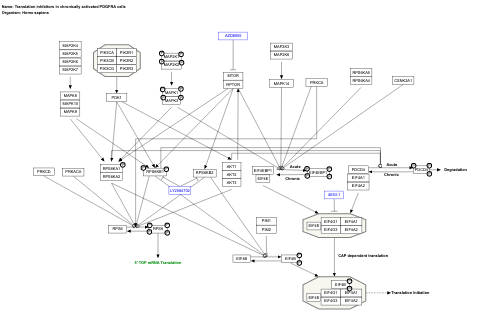 Name: Translation inhibitors in chronically activated PDGFRA cells
Organism: Homo sapiens
AZD8055
MAP2K4
MAP2K5
MAP2K6
MAP2K7
PIK3CA PIK3R1
PIK3CB PIK3R2
PIK3CG PIK3R3
MAP2K1
MAP2K2
MAP2K3
MAP2K6
MTOR
RPTOR
MAPK14
PRKCA
RPS6KA5
RPS6KA4
CSNK2A1
MAPK8
MAPK10
MAPK9
PDK1
MAPK1
MAPK3
PRKCD
PRKACA
RPS6KA1
RPS6KA2
RPS6KB1
RPS6KB2
AKT1
AKT2
AKT3
EIF4EBP1
EIF4E
Acute
Chronic
EIF4EBP1
PDCD4
EIF4A1
EIF4A2
Acute
Chronic
PDCD4
Degradation
LY2584702
4EGI-1
RPS6
RPS6
5' TOP mRNA Translation
PIM1
PIM2
EIF4B
EIF4B
EIF4E
EIF4G1 EIF4A1
EIF4G3 EIF4A2
CAP dependent translation
EIF4B
EIF4E
EIF4G1 EIF4A1
EIF4G3 EIF4A2
Translation initiation